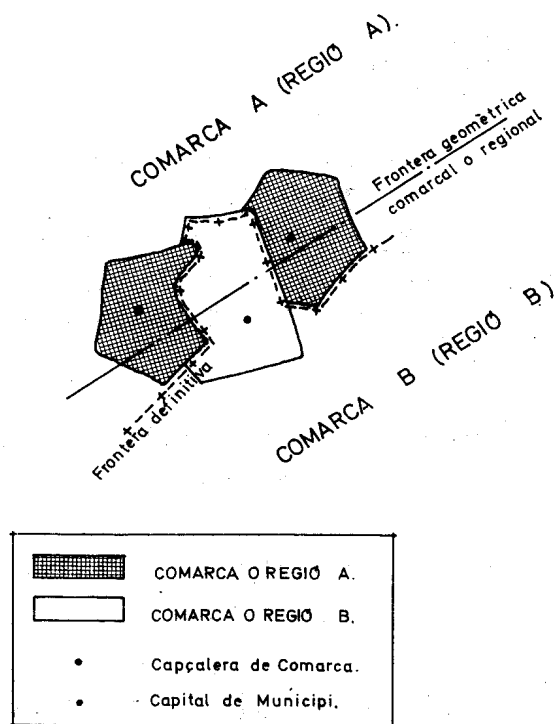 COMARCA A (REGIÓ A).
Frontera geomètrica
comarcal o regional
Frontera definitiva
COMARCA B (REGIÓ B).
COMARCA O REGIÓ A.
COMARCA O REGIÓ B.
Capçalera de Comarca.
Capital de Municipi.